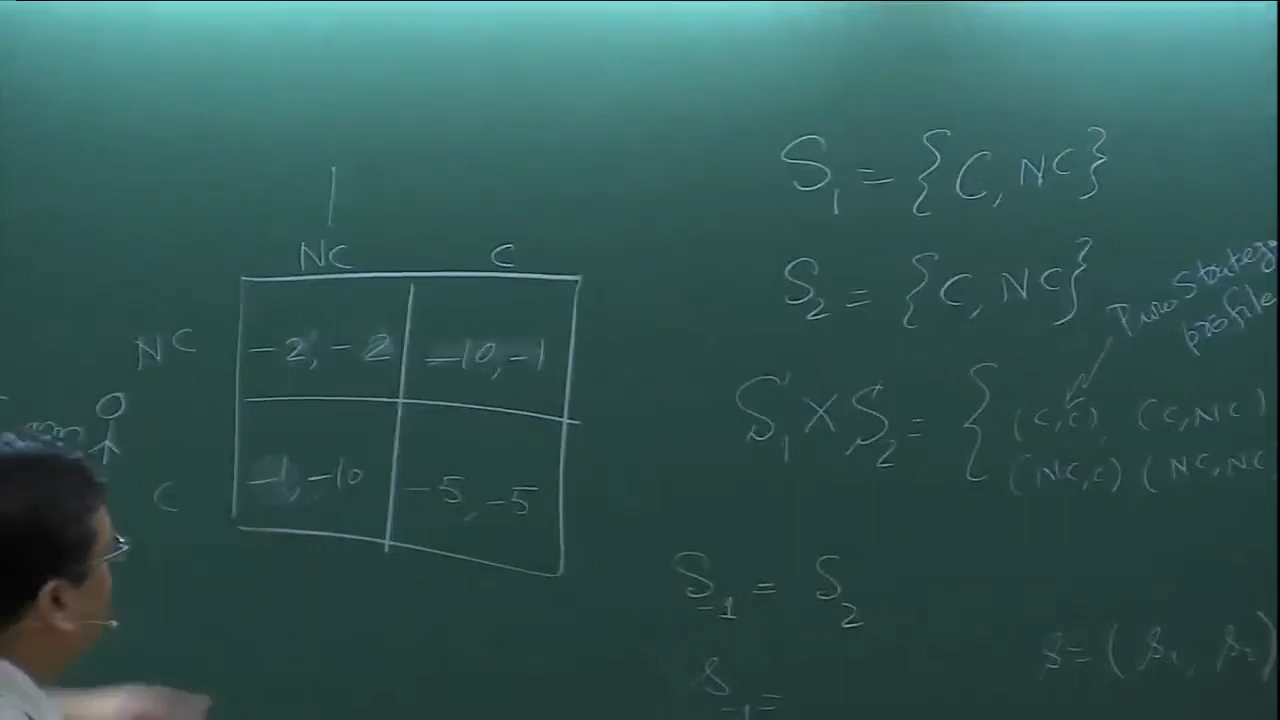 NC C
NC -2, -2 -10, -1
C -1, -10 -5, -5
S₁ = {C, NC}
S₂ = {C, NC}
Pure strategy
profile
S₁ X S₂ = { (C,C), (C,NC)
(NC,C) (NC,NC
S₋₁ = S₂
s₋₁ =
s = (s₁, s₂)